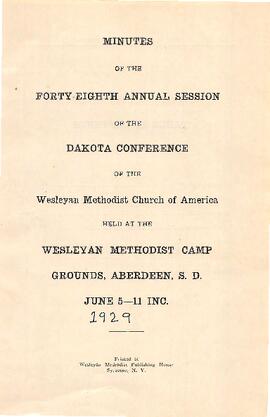 MINUTES
OF THE
FORTY-EIGHTH ANNUAL SESSION
OF THE
DAKOTA CONFERENCE
OF THE
Wesleyan Methodist Church of America
HELD AT THE
WESLEYAN METHODIST CAMP
GROUNDS, ABERDEEN, S. D.
JUNE 5—11 INC.
1929
Printed at
Wesleyan Methodist Publishing House
Syracuse, N. Y.